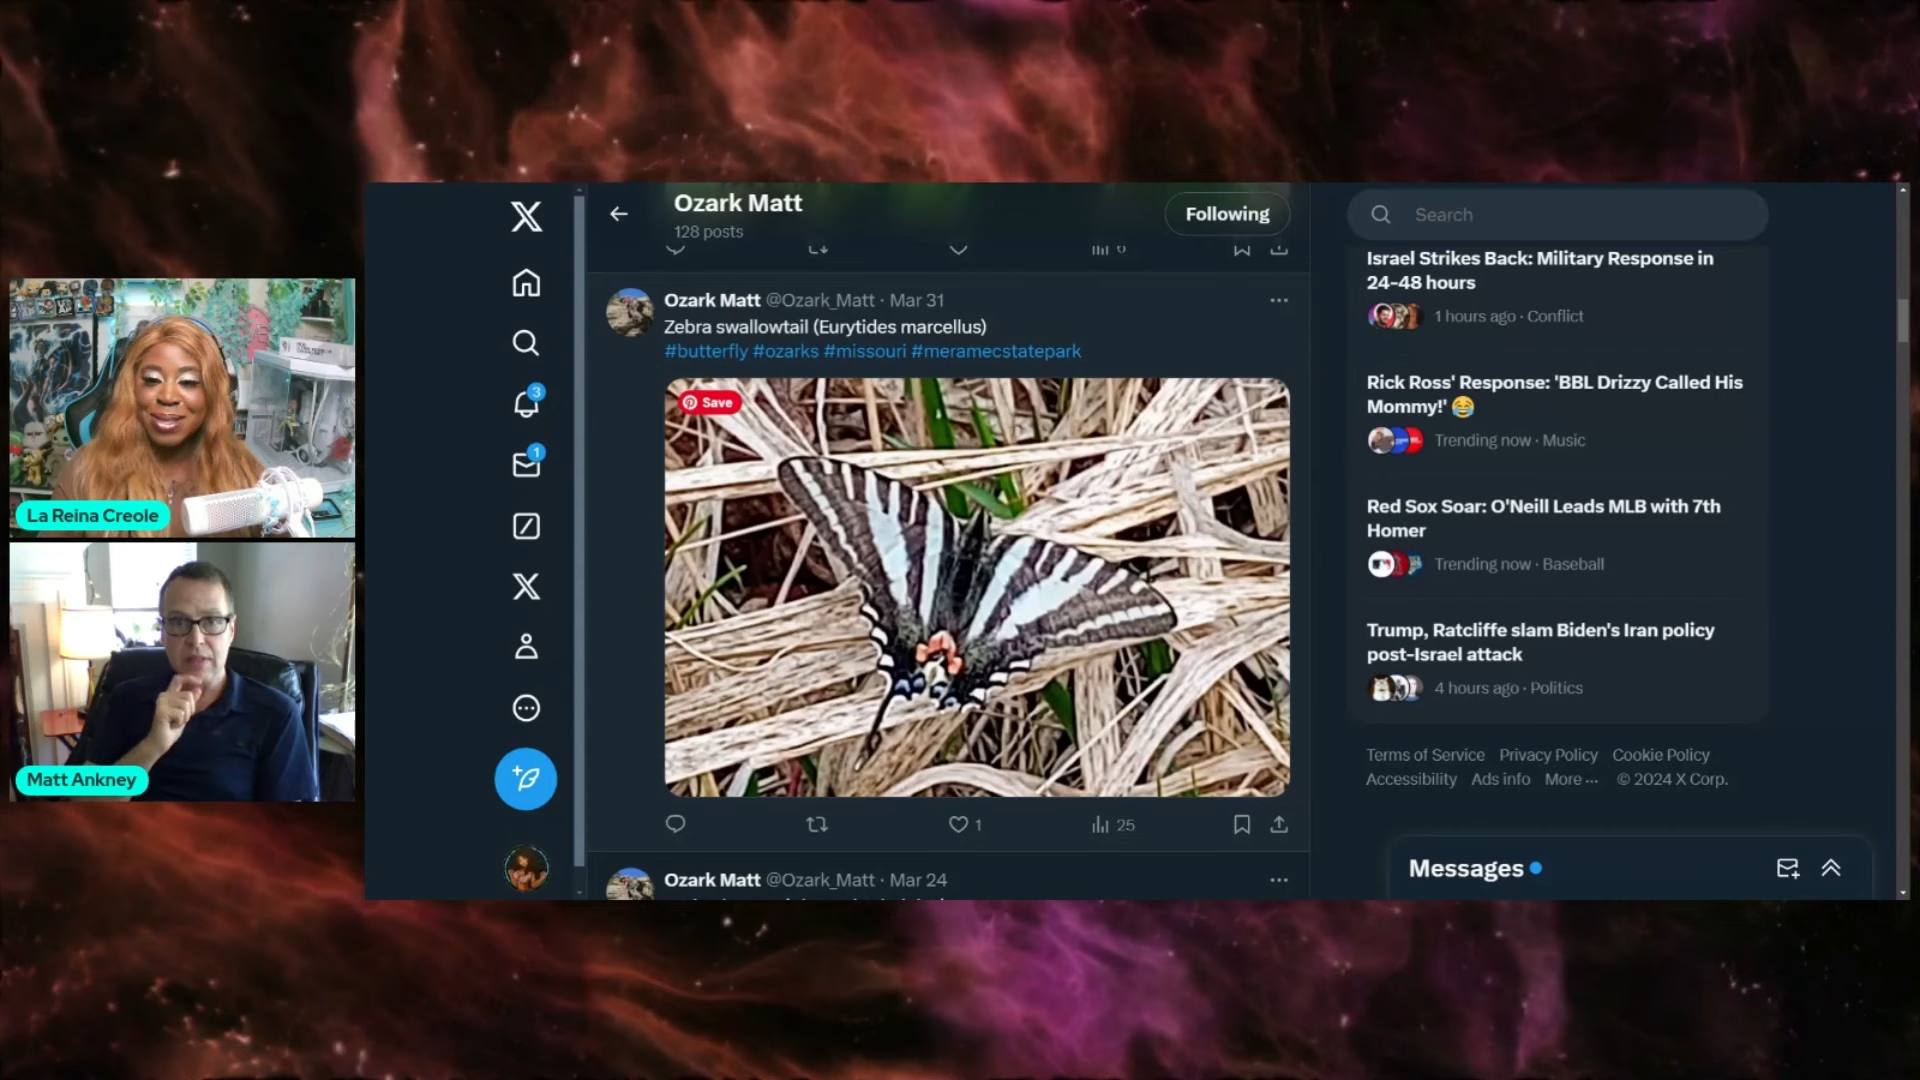 Ozark Matt
128 posts
Following
6
Ozark Matt @Ozark_Matt · Mar 31
Zebra swallowtail (Eurytides marcellus)
#butterfly #ozarks #missouri #meramecstatepark
Save
1
25
Ozark Matt @Ozark_Matt · Mar 24
3
1
Search
Israel Strikes Back: Military Response in
24-48 hours
1 hours ago · Conflict
Rick Ross' Response: 'BBL Drizzy Called His
Mommy!' 😂
Trending now · Music
Red Sox Soar: O'Neill Leads MLB with 7th
Homer
Trending now · Baseball
Trump, Ratcliffe slam Biden's Iran policy
post-Israel attack
4 hours ago · Politics
Terms of Service Privacy Policy Cookie Policy
Accessibility Ads info More ... © 2024 X Corp.
Messages
La Reina Creole
Matt Ankney